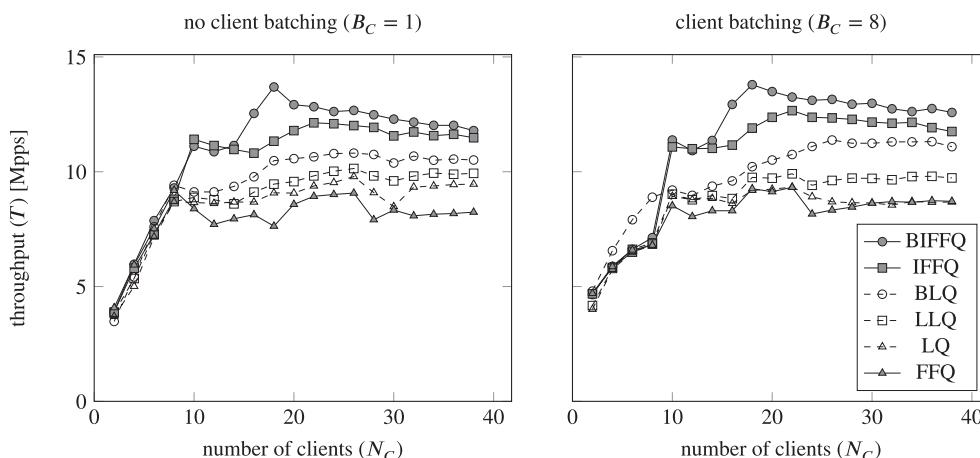 no client batching (B_C = 1)
client batching (B_C = 8)
throughput (T) [Mpps]
15
10
5
0
0 10 20 30 40
number of clients (N_C)
0 10 20 30 40
number of clients (N_C)
BIFFQ
IFFQ
BLQ
LLQ
LQ
FFQ